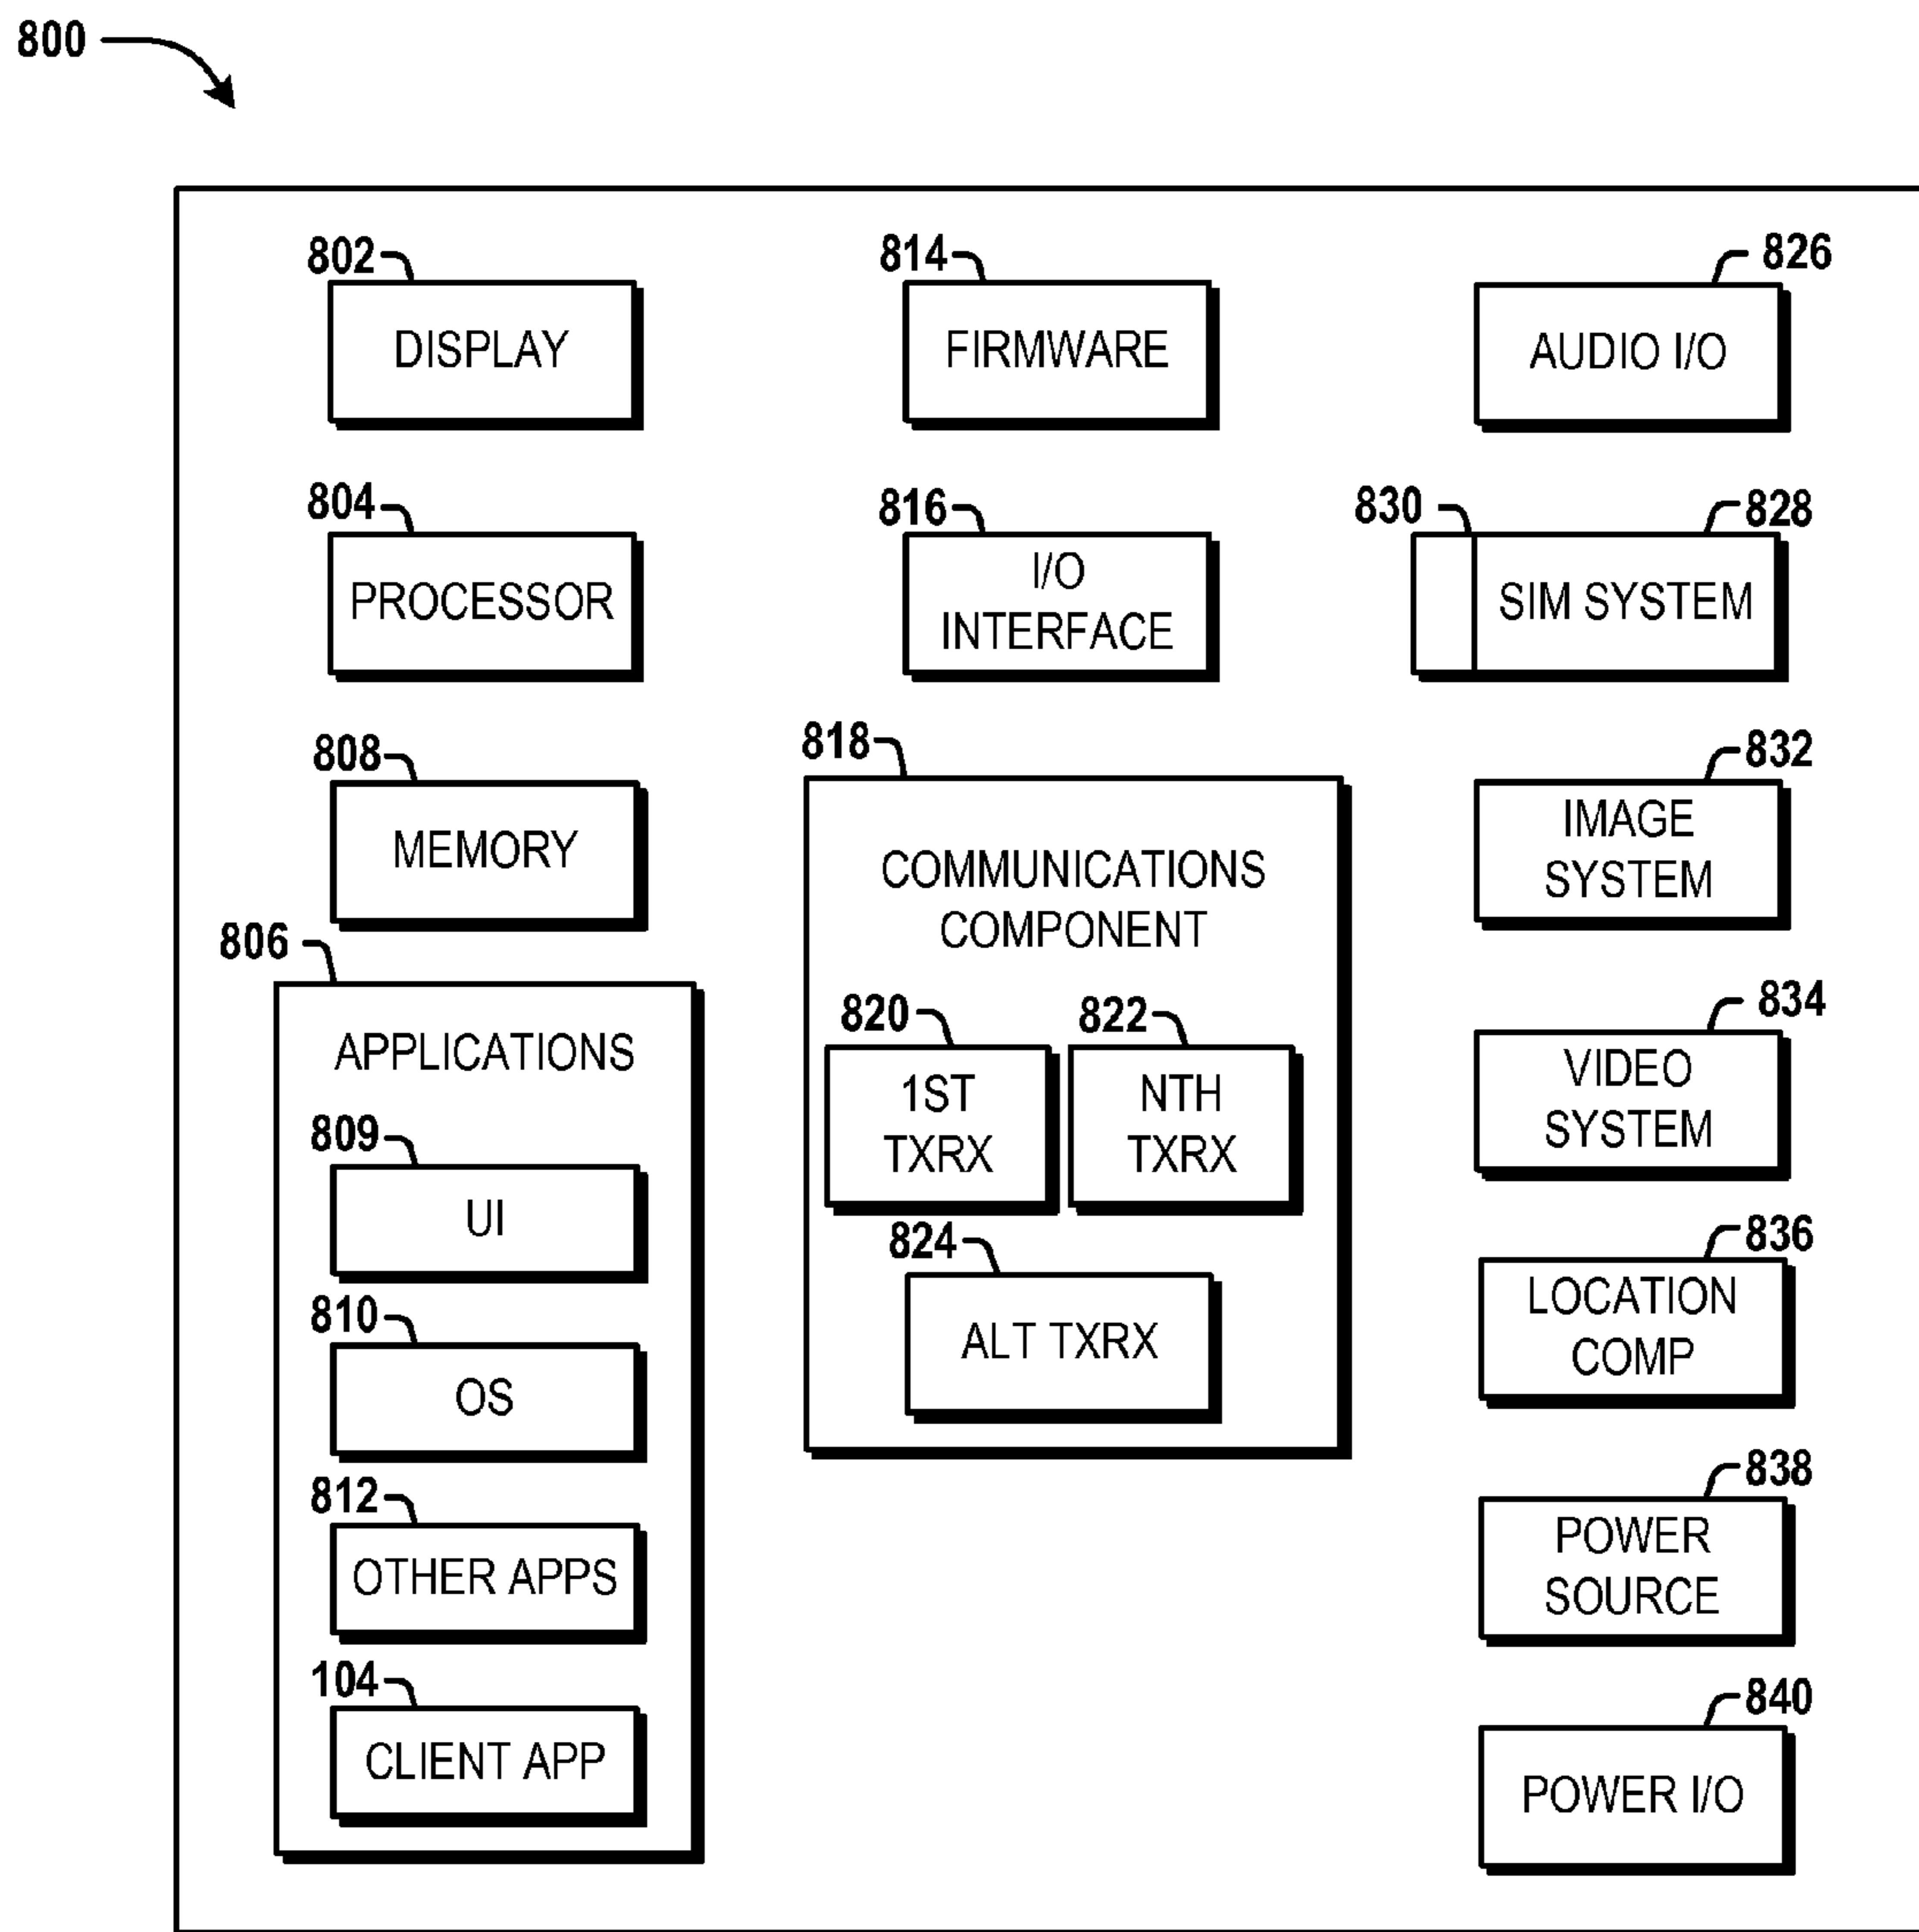 800
802
DISPLAY
804
PROCESSOR
808
MEMORY
806
APPLICATIONS
809
UI
810
OS
812
OTHER APPS
104
CLIENT APP
814
FIRMWARE
816
I/O
INTERFACE
818
COMMUNICATIONS
COMPONENT
820
1ST
TXRX
822
NTH
TXRX
824
ALT TXRX
826
AUDIO I/O
830
828
SIM SYSTEM
832
IMAGE
SYSTEM
834
VIDEO
SYSTEM
836
LOCATION
COMP
838
POWER
SOURCE
840
POWER I/O